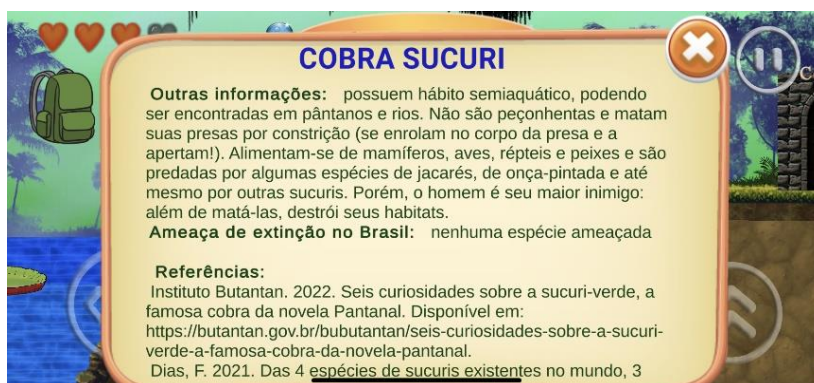 COBRA SUCURI
Outras informações: possuem hábito semiaquático, podendo
ser encontradas em pântanos e rios. Não são peçonhentas e matam
suas presas por constrição (se enrolam no corpo da presa e a
apertam!). Alimentam-se de mamíferos, aves, répteis e peixes e são
predadas por algumas espécies de jacarés, de onça-pintada e até
mesmo por outras sucuris. Porém, o homem é seu maior inimigo:
além de matá-las, destrói seus habitats.
Ameaça de extinção no Brasil: nenhuma espécie ameaçada
Referências:
Instituto Butantan. 2022. Seis curiosidades sobre a sucuri-verde, a
famosa cobra da novela Pantanal. Disponível em:
https://butantan.gov.br/bubutantan/seis-curiosidades-sobre-a-sucuri-
verde-a-famosa-cobra-da-novela-pantanal.
Dias, F. 2021. Das 4 espécies de sucuris existentes no mundo, 3